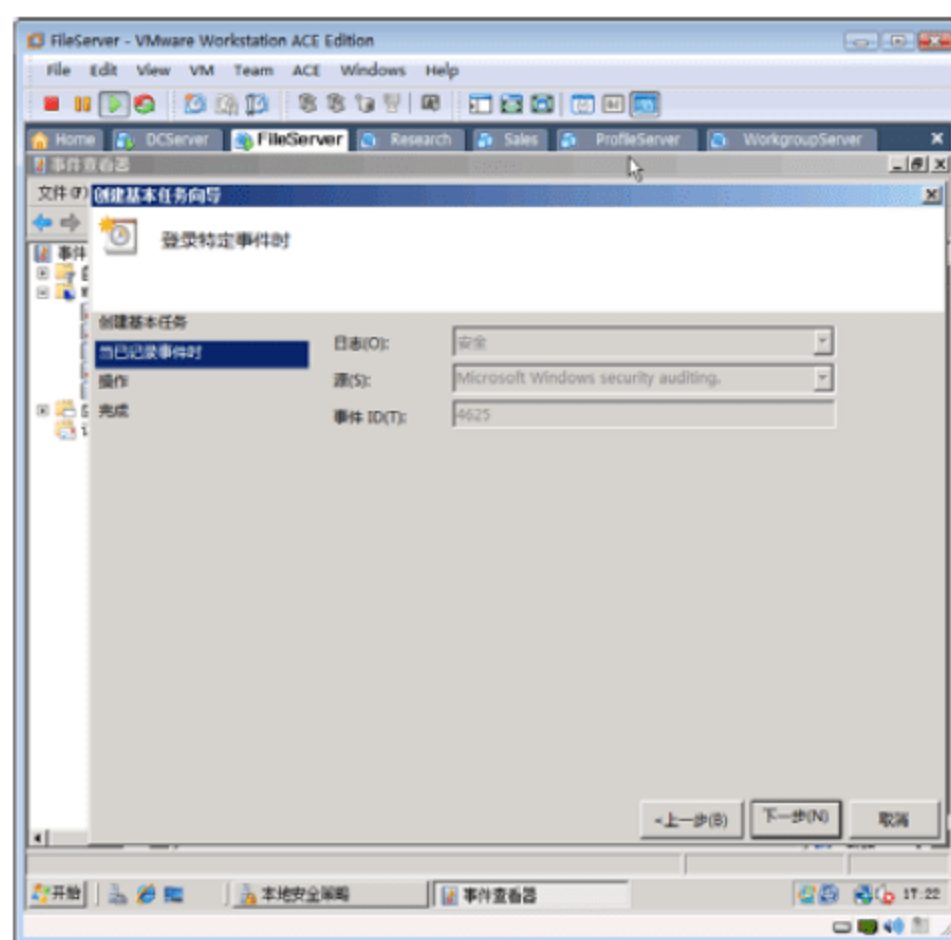 FileServer - VMware Workstation ACE Edition
File Edit View VM Team ACE Windows Help
Home DCServer FileServer Research Sales ProfileServer WorkgroupServer
事件查看器
文件(F) 创建基本任务向导
登录特定事件时
事件
创建基本任务
当已记录事件时
操作
完成
日志(O): 安全
源(S): Microsoft Windows security auditing.
事件 ID(T): 4625
<上一步(B) 下一步(N) 取消
开始 本地安全策略 事件查看器 17:22